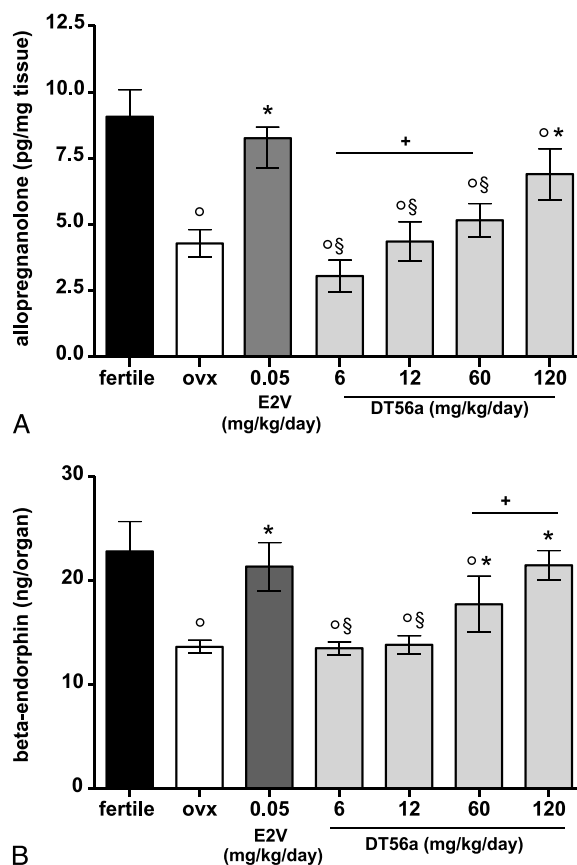 allopregnanolone (pg/mg tissue)
12.5
10.0
7.5
5.0
2.5
0.0
° * °§ + °§ °§ ° *
fertile ovx 0.05 6 12 60 120
E2V DT56a (mg/kg/day)
(mg/kg/day)
A
beta-endorphin (ng/organ)
30
20
10
0
° * °§ °§ ° * + *
fertile ovx 0.05 6 12 60 120
E2V DT56a (mg/kg/day)
(mg/kg/day)
B